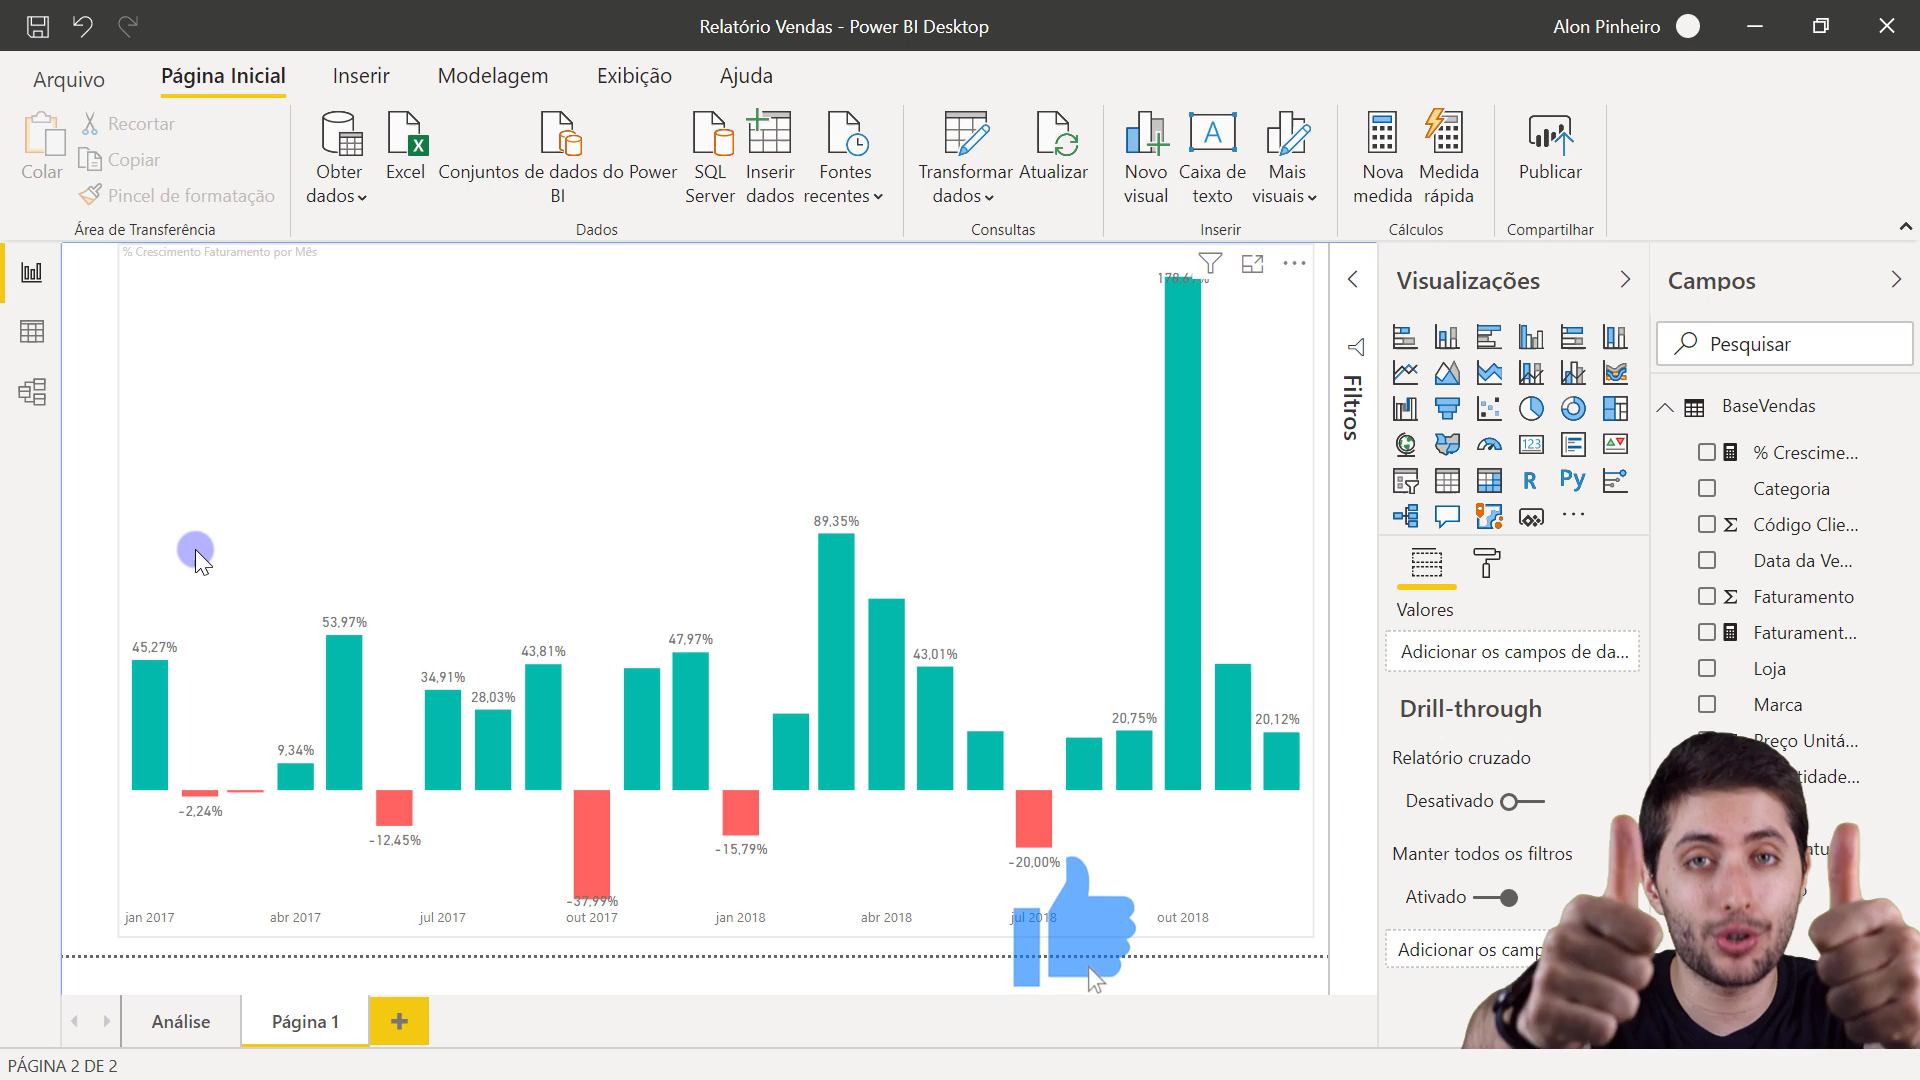 Relatório Vendas - Power BI Desktop
Alon Pinheiro
Arquivo
Página Inicial
Inserir
Modelagem
Exibição
Ajuda
Colar
Recortar
Copiar
Pincel de formatação
Área de Transferência
Obter dados
Excel
Conjuntos de dados do Power BI
SQL Server
Inserir dados
Fontes recentes
Dados
Transformar dados
Atualizar
Consultas
Novo visual
Caixa de texto
Mais visuais
Inserir
Nova medida
Medida rápida
Cálculos
Publicar
Compartilhar
% Crescimento Faturamento por Mês
45,27%
-2,24%
9,34%
53,97%
-12,45%
34,91%
28,03%
43,81%
-37,99%
47,97%
-15,79%
89,35%
43,01%
-20,00%
20,75%
20,12%
jan 2017
abr 2017
jul 2017
out 2017
jan 2018
abr 2018
jul 2018
out 2018
Filtros
Visualizações
123
R
Py
Valores
Adicionar os campos de da...
Drill-through
Relatório cruzado
Desativado
Manter todos os filtros
Ativado
Adicionar os camp
Campos
Pesquisar
BaseVendas
% Crescime...
Categoria
Código Clie...
Data da Ve...
Faturamento
Faturament...
Loja
Marca
Preço Unitá...
tidade...
Análise
Página 1
PÁGINA 2 DE 2